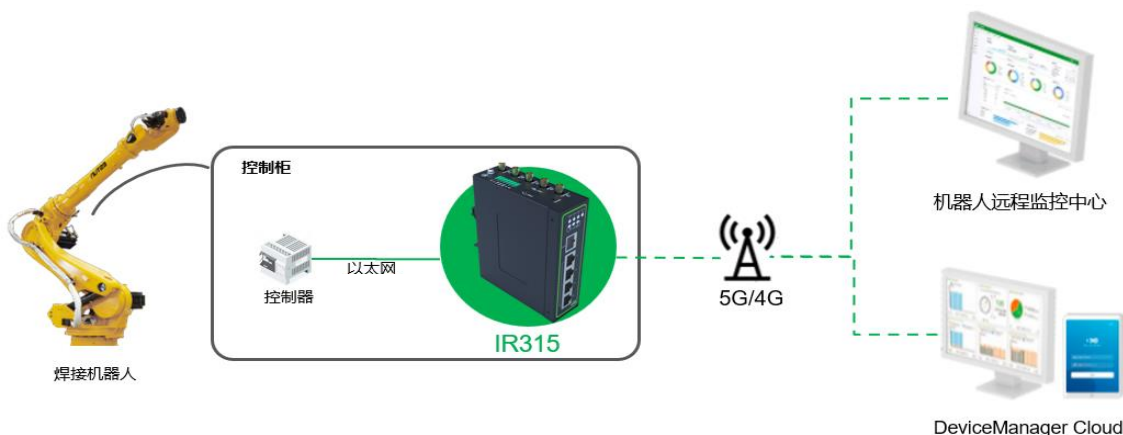 控制柜
以太网
控制器
IR315
焊接机器人
5G/4G
机器人远程监控中心
DeviceManager Cloud